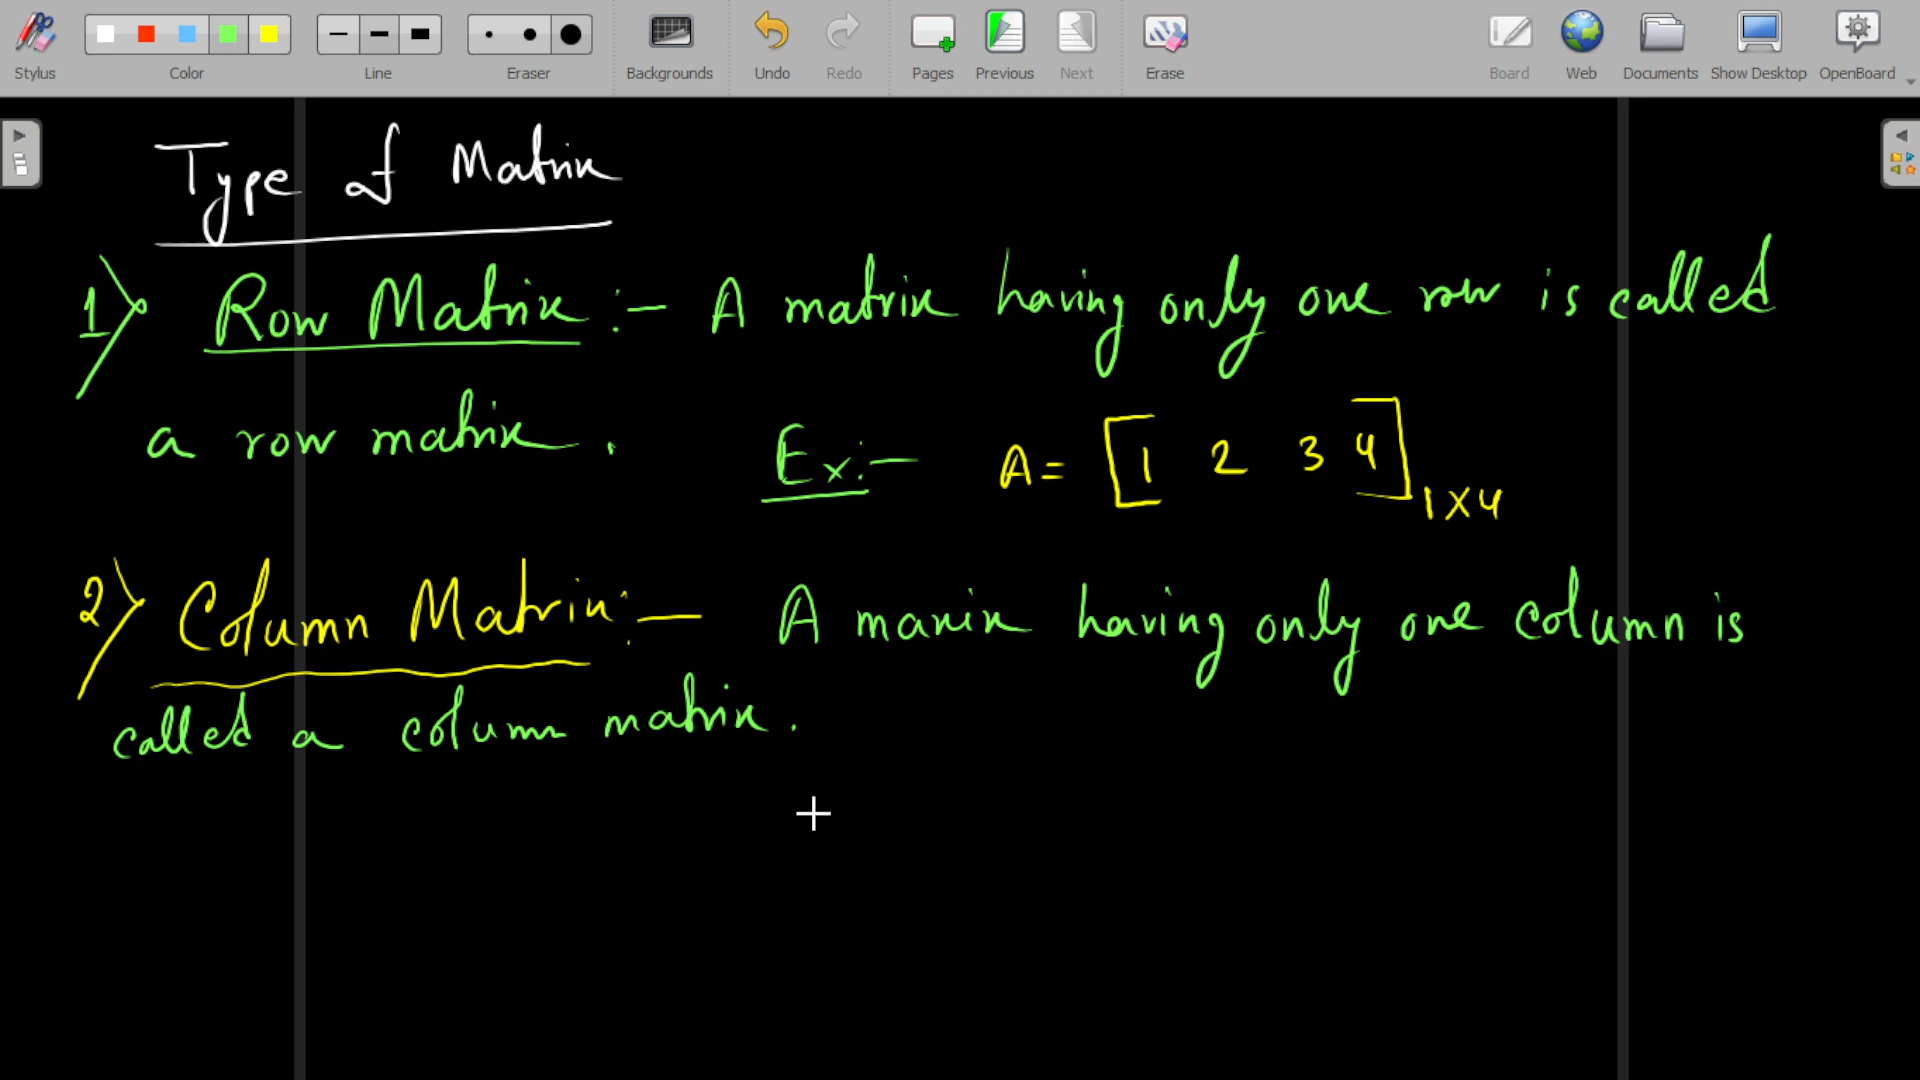 Stylus Color Line Eraser Backgrounds Undo Redo Pages Previous Next Erase Board Web Documents Show Desktop OpenBoard
Type of Matrix
1) Row Matrix :- A matrix having only one row is called
a row matrix. Ex:- A = [1 2 3 4] 1X4
2) Column Matrix :- A marix having only one column is
called a column matrix.